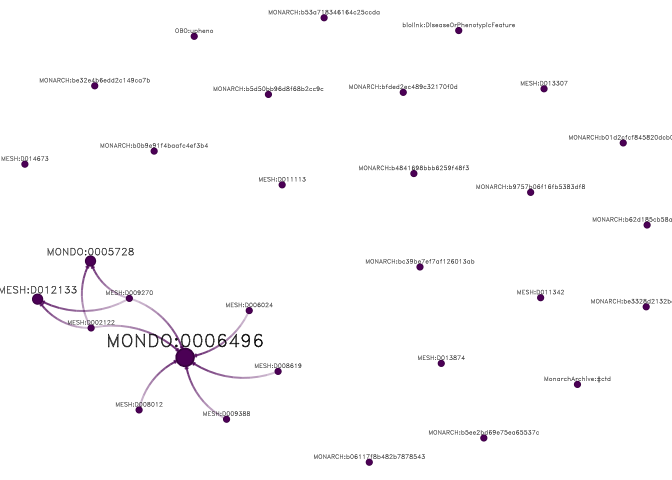 MONARCH:b53a718346164c25ccda
OBO:upheno
biolink:DiseaseOrPhenotypicFeature
MONARCH:be32e4b6edd2c149ca7b
MONARCH:b5d50bb96d8f68b2cc9c
MONARCH:bfded2ec489c32170f0d
MESH:D013307
MONARCH:b0b9e91f4baafc4ef3b4
MONARCH:b01d2cfcf845820dcb0
MESH:D014673
MESH:D011113
MONARCH:b4841698bbb6259f48f3
MONARCH:b9757b06f16fb5383df8
MONARCH:b62d185cb58a
MONDO:0005728
MONARCH:bc39be7ef7af126013ab
MESH:D012133
MESH:D009270
MESH:D011342
MONARCH:be3328d2132b
MESH:D006024
MESH:D002122
MONDO:0006496
MESH:D008619
MESH:D013874
MonarchArchive:#ctd
MESH:D008012
MESH:D009388
MONARCH:b5ee2bd69e75ea65537c
MONARCH:b06117f8b482b7878543